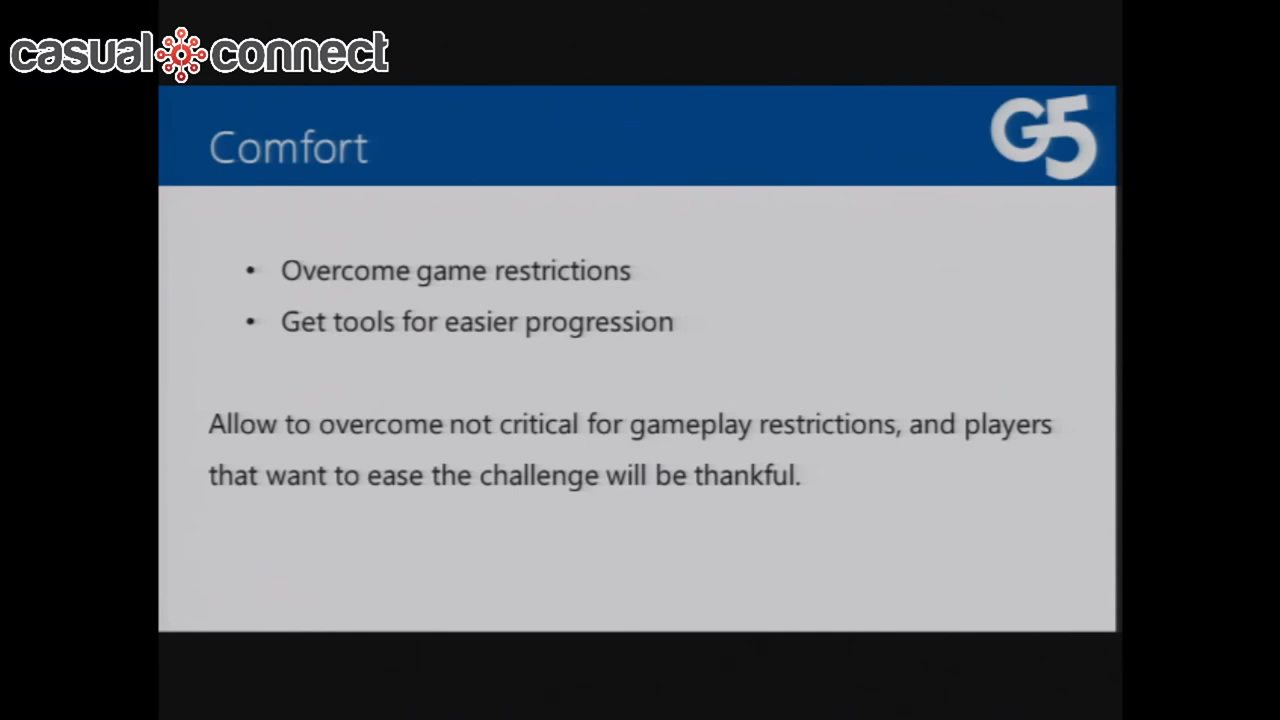 casual connect
Comfort
G5
• Overcome game restrictions
• Get tools for easier progression
Allow to overcome not critical for gameplay restrictions, and players
that want to ease the challenge will be thankful.